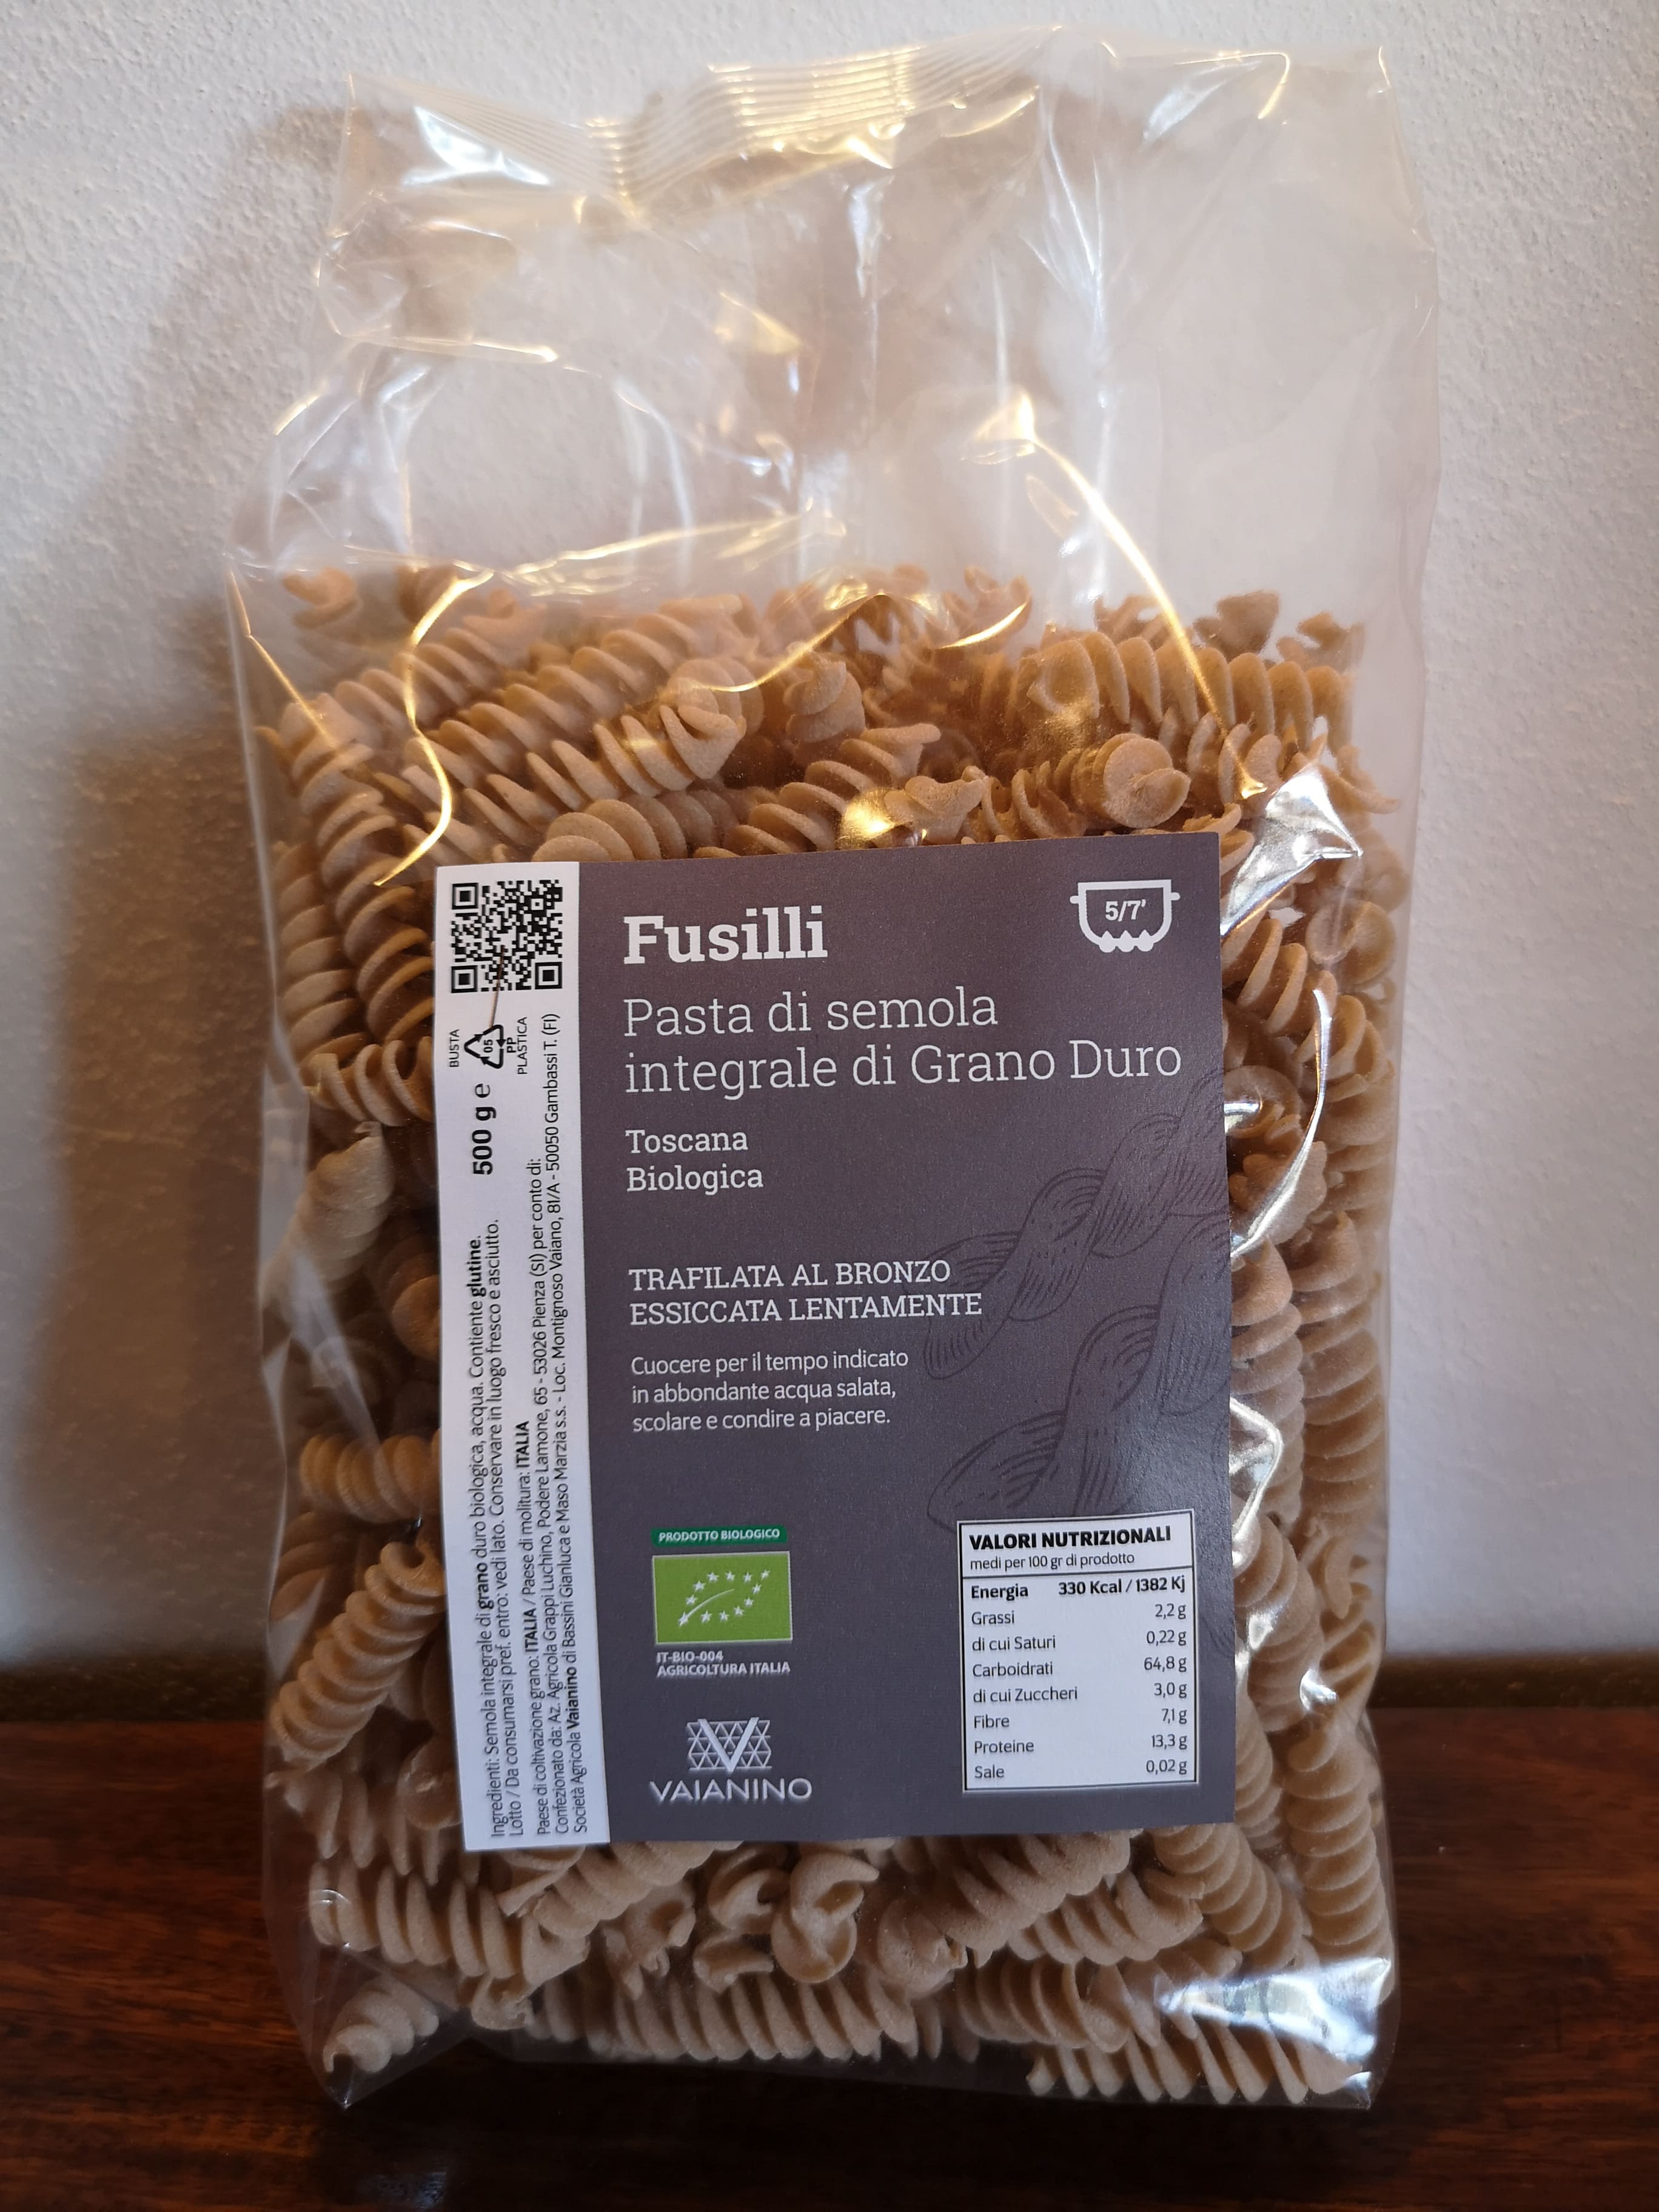 Fusilli
5/7'
Pasta di semola
integrale di Grano Duro
Toscana
Biologica
TRAFILATA AL BRONZO
ESSICCATA LENTAMENTE
Cuocere per il tempo indicato
in abbondante acqua salata,
scolare e condire a piacere.
PRODOTTO BIOLOGICO
IT-BIO-004
AGRICOLTURA ITALIA
VAIANINO
VALORI NUTRIZIONALI
medi per 100 gr di prodotto
Energia 330 Kcal / 1382 Kj
Grassi 2,2 g
di cui Saturi 0,22 g
Carboidrati 64,8 g
di cui Zuccheri 3,0 g
Fibre 7,1 g
Proteine 13,3 g
Sale 0,02 g
BUSTA
05
PP
PLASTICA
500 g e
Ingredienti: Semola integrale di grano duro biologica, acqua. Contiente glutine.
Lotto / Da consumarsi pref. entro: vedi lato. Conservare in luogo fresco e asciutto.
Paese di coltivazione grano: ITALIA / Paese di molitura: ITALIA
Confezionato da: Az. Agricola Grappi Luchino, Podere Lamone, 65 - 53026 Pienza (SI) per conto di:
Società Agricola Vaianino di Bassini Gianluca e Maso Marzia s.s. - Loc. Montignoso Vaiano, 81/A - 50050 Gambassi T. (FI)